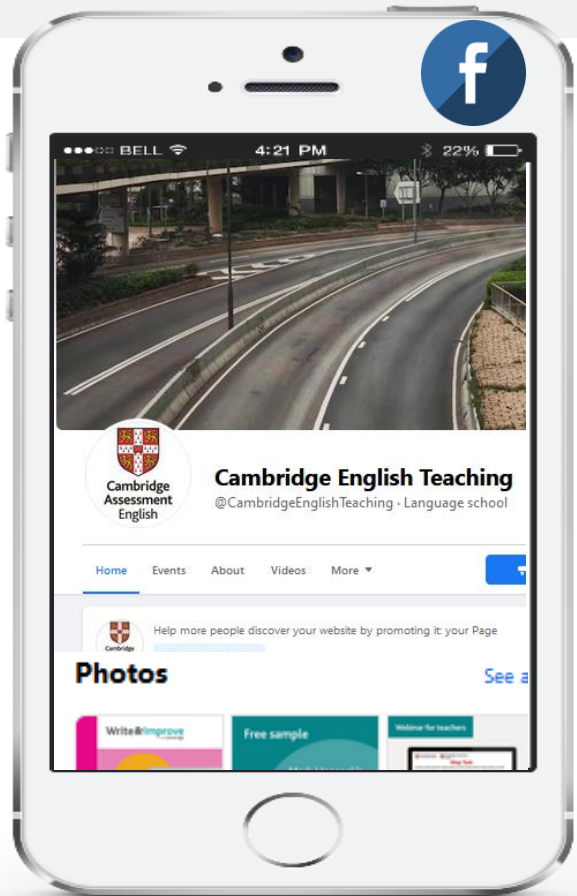 f
BELL 4:21 PM 22%
Cambridge
Assessment
English
Cambridge English Teaching
@CambridgeEnglishTeaching · Language school
Home Events About Videos More
Help more people discover your website by promoting it: your Page
Cambridge
Photos
See a
Write&Improve
Free sample
Webinar for teachers